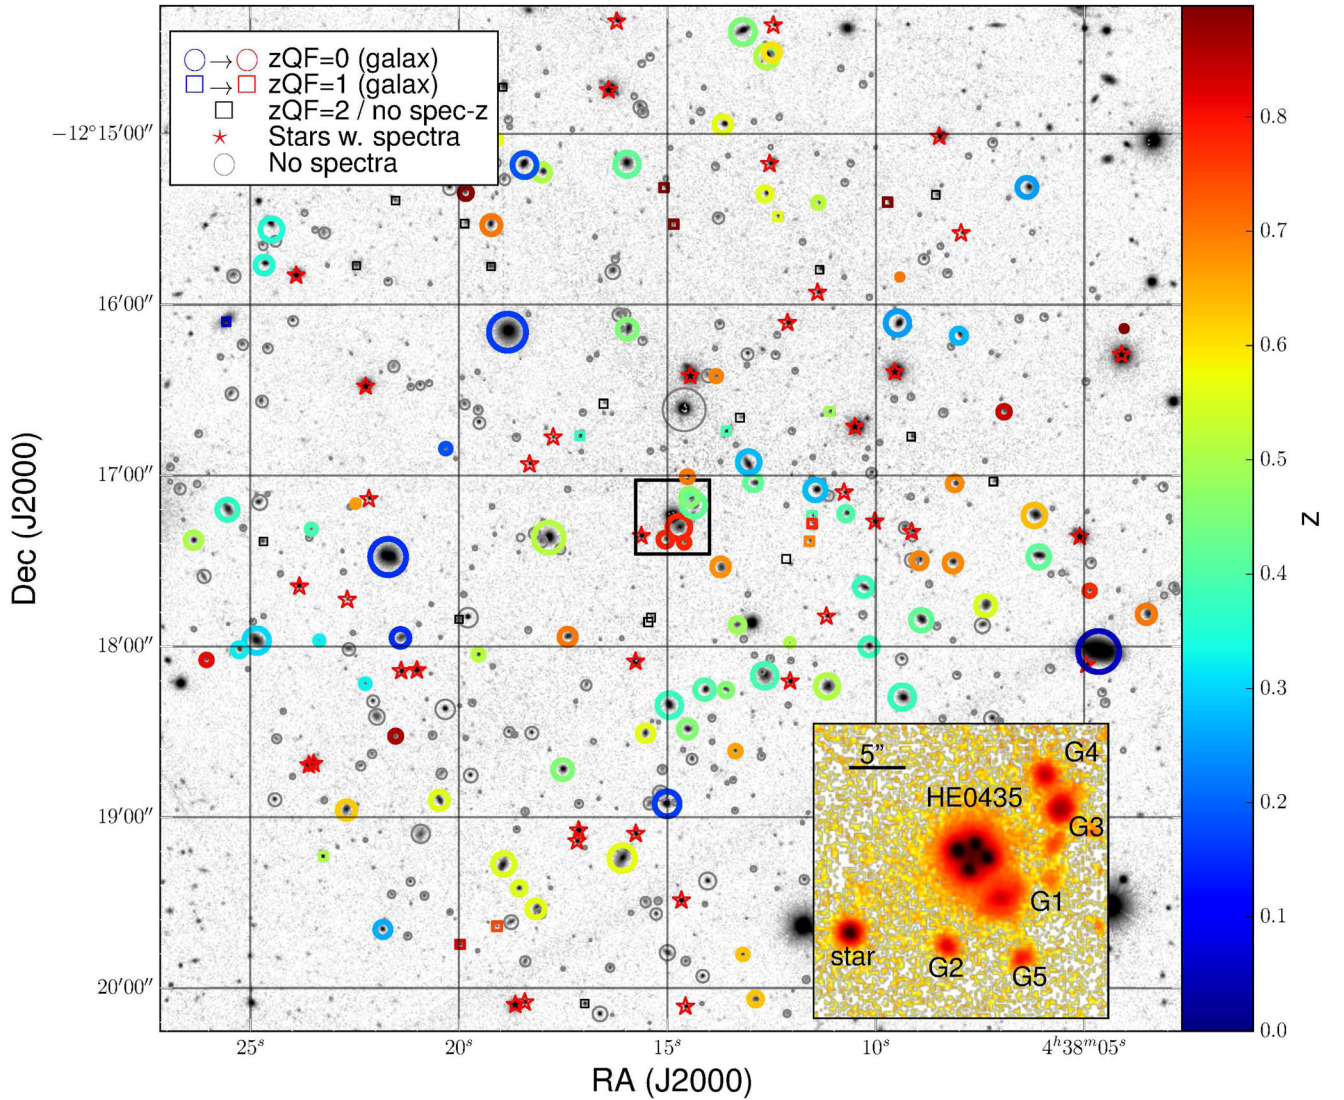 ○→○ zQF=0 (galax)
□→□ zQF=1 (galax)
□ zQF=2 / no spec-z
☆ Stars w. spectra
○ No spectra
−12°15′00″
16′00″
17′00″
18′00″
19′00″
20′00″
Dec (J2000)
25ˢ
20ˢ
15ˢ
10ˢ
4ʰ38ᵐ05ˢ
RA (J2000)
5”
G4
HE0435
G3
G1
star
G2
G5
0.8
0.7
0.6
0.5
0.4
0.3
0.2
0.1
0.0
z